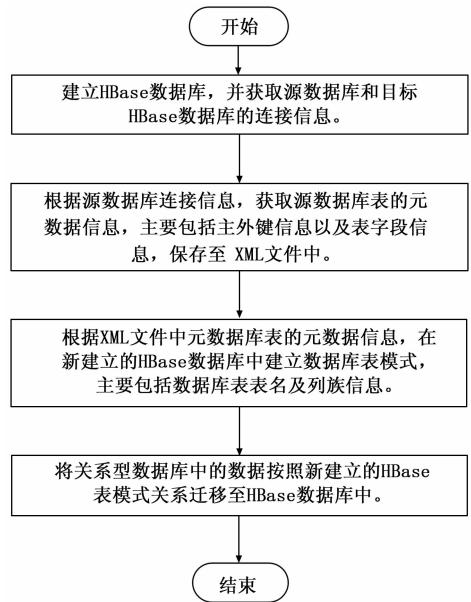 开始
建立HBase数据库，并获取源数据库和目标
HBase数据库的连接信息。
根据源数据库连接信息，获取源数据库表的元
数据信息，主要包括主外键信息以及表字段信
息，保存至 XML文件中。
根据XML文件中元数据库表的元数据信息，在
新建立的HBase数据库中建立数据库表模式，
主要包括数据库表表名及列族信息。
将关系型数据库中的数据按照新建立的HBase
表模式关系迁移至HBase数据库中。
结束